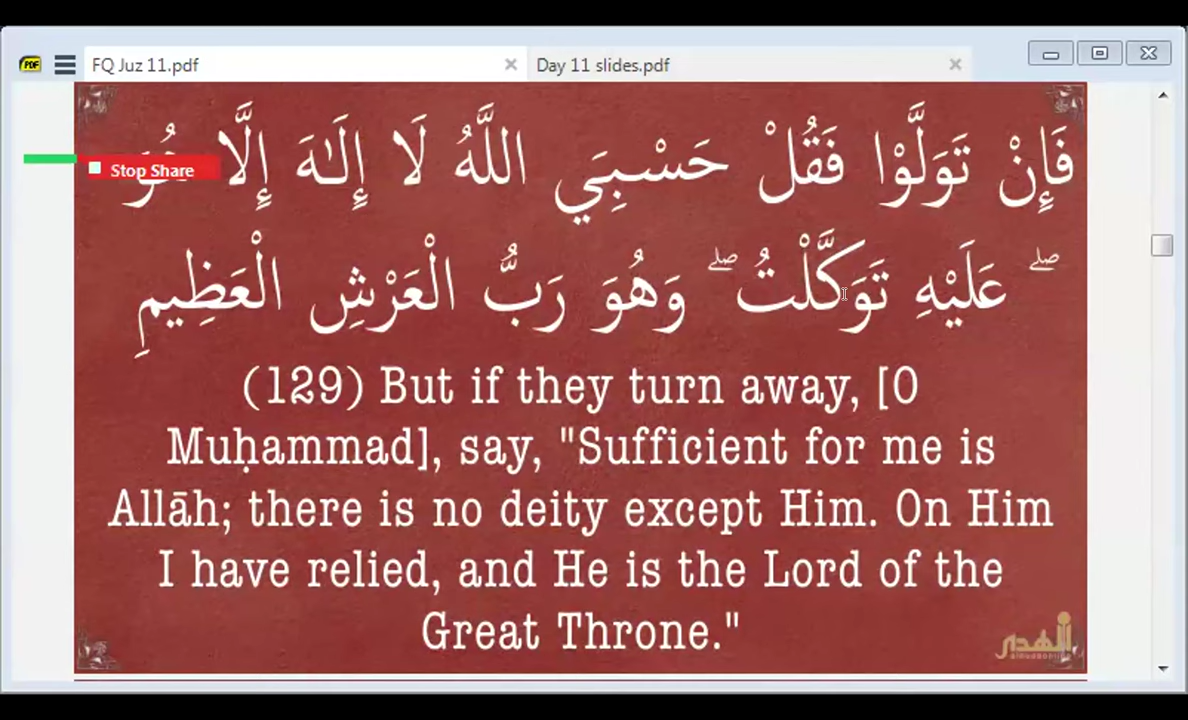 FQ Juz 11.pdf
Day 11 slides.pdf
Stop Share
فَإِنْ تَوَلَّوْا فَقُلْ حَسْبِيَ اللَّهُ لَا إِلَٰهَ إِلَّا هُوَ
ۖ عَلَيْهِ تَوَكَّلْتُ ۖ وَهُوَ رَبُّ الْعَرْشِ الْعَظِيمِ
(129) But if they turn away, [O
Muḥammad], say, "Sufficient for me is
Allāh; there is no deity except Him. On Him
I have relied, and He is the Lord of the
Great Throne."
الهدى